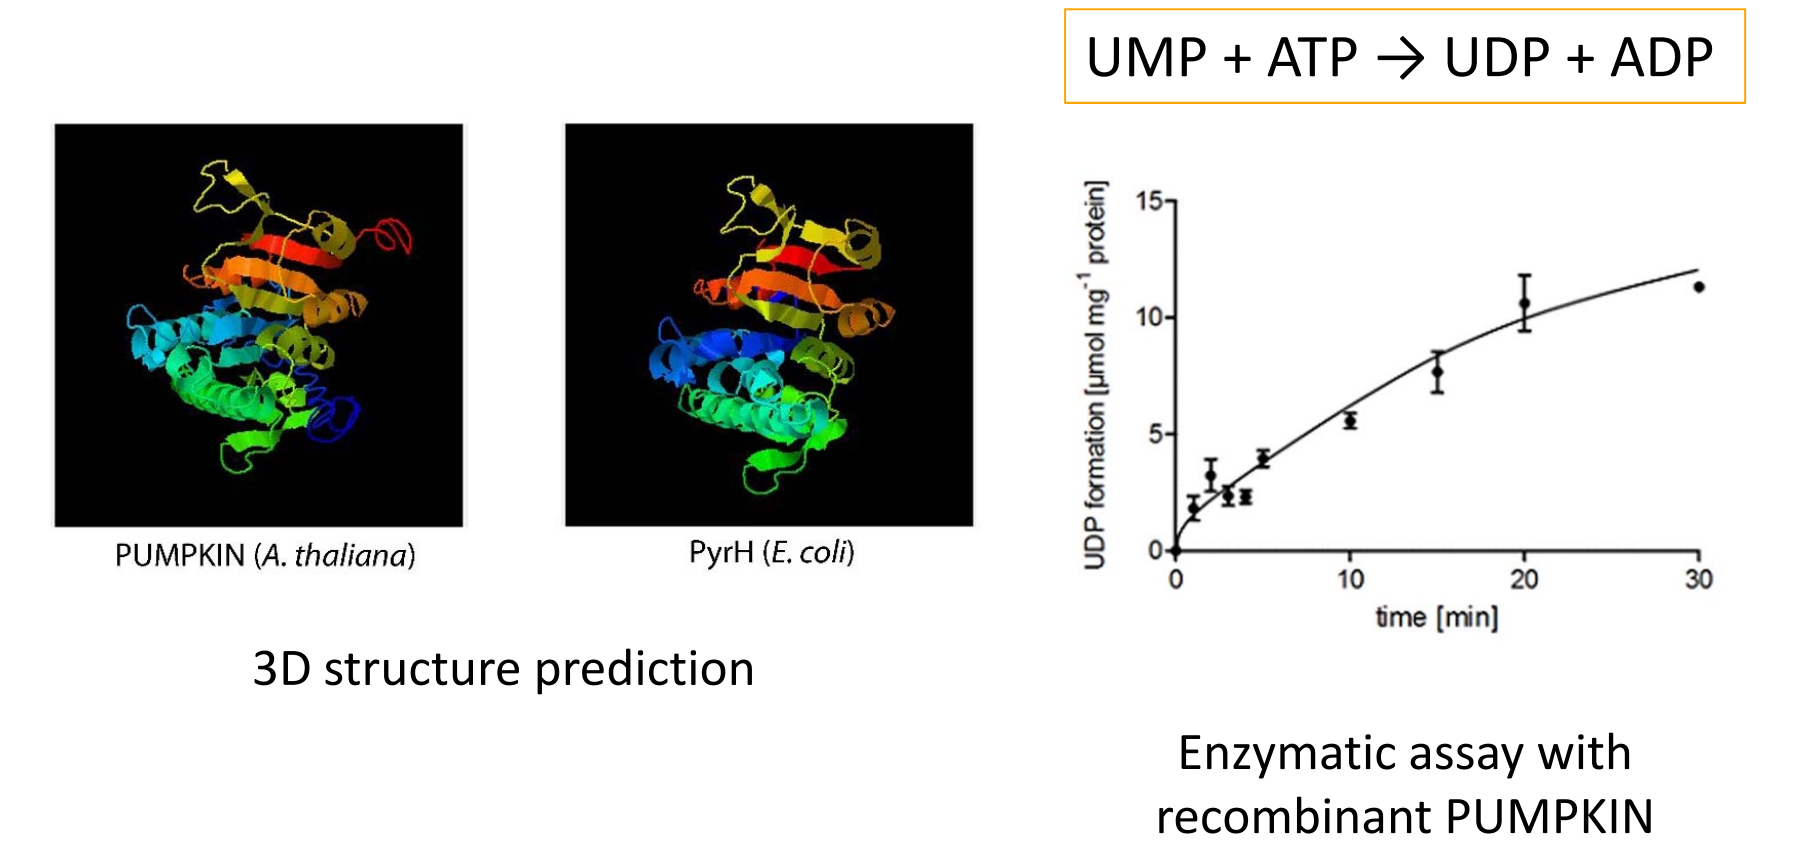 UMP + ATP → UDP + ADP
PUMPKIN (A. thaliana)
PyrH (E. coli)
3D structure prediction
UDP formation [µmol mg⁻¹ protein]
15
10
5
0
0 10 20 30
time [min]
Enzymatic assay with
recombinant PUMPKIN